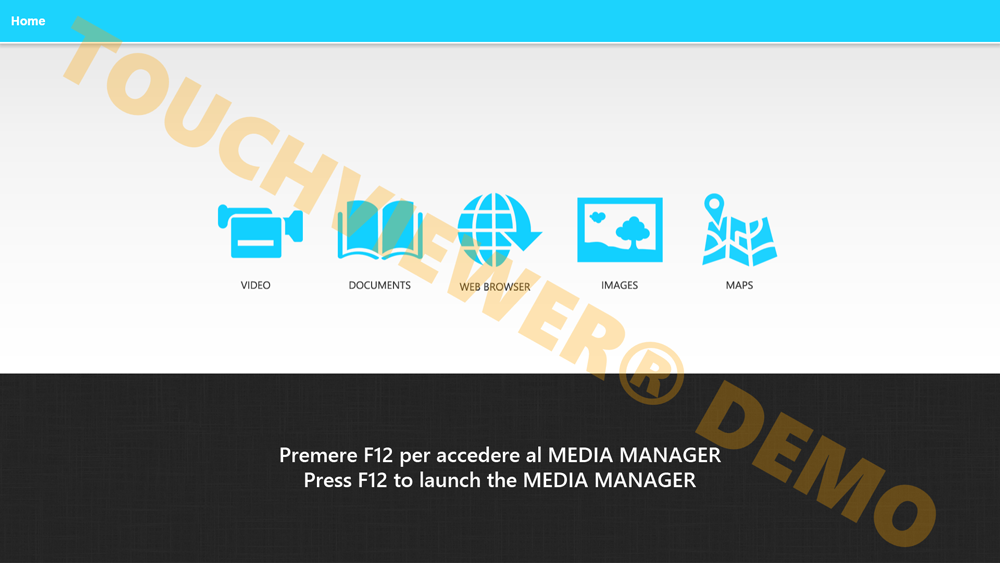 Home
TOUCHVIEWER® DEMO
VIDEO
DOCUMENTS
WEB BROWSER
IMAGES
MAPS
Premere F12 per accedere al MEDIA MANAGER
Press F12 to launch the MEDIA MANAGER